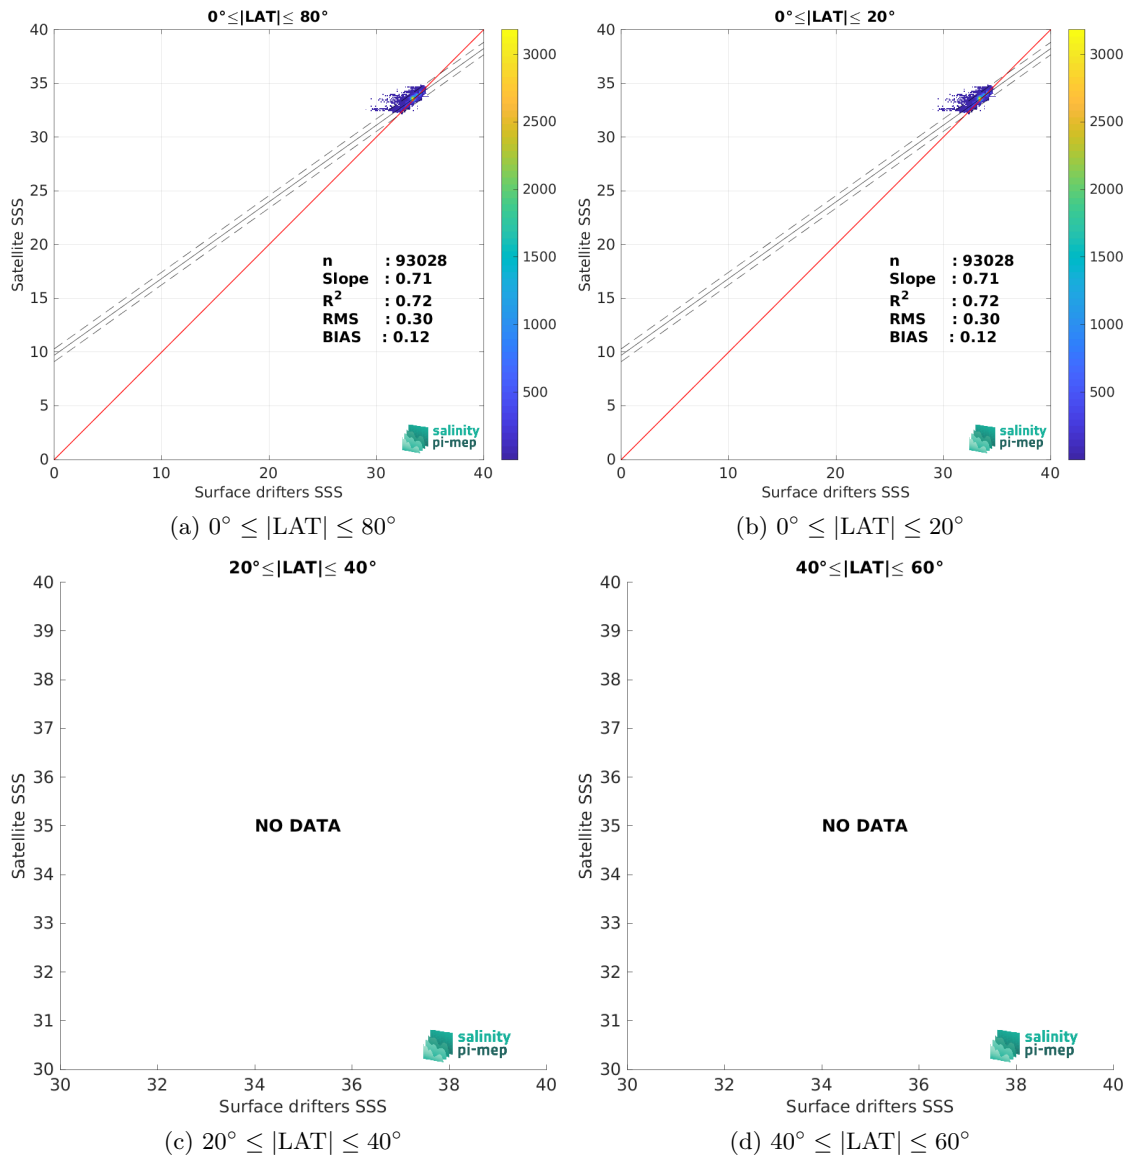 0°≤|LAT|≤ 80°
40
35
30
25
20
15
10
5
0
Satellite SSS
0
10
20
30
40
Surface drifters SSS
n : 93028
Slope : 0.71
R² : 0.72
RMS : 0.30
BIAS : 0.12
salinity
pi-mep
3000
2500
2000
1500
1000
500
(a) 0° ≤ |LAT| ≤ 80°
0°≤|LAT|≤ 20°
40
35
30
25
20
15
10
5
0
Satellite SSS
0
10
20
30
40
Surface drifters SSS
n : 93028
Slope : 0.71
R² : 0.72
RMS : 0.30
BIAS : 0.12
salinity
pi-mep
3000
2500
2000
1500
1000
500
(b) 0° ≤ |LAT| ≤ 20°
20°≤|LAT|≤ 40°
40
39
38
37
36
35
34
33
32
31
30
Satellite SSS
NO DATA
salinity
pi-mep
30
32
34
36
38
40
Surface drifters SSS
(c) 20° ≤ |LAT| ≤ 40°
40°≤|LAT|≤ 60°
40
39
38
37
36
35
34
33
32
31
30
Satellite SSS
NO DATA
salinity
pi-mep
30
32
34
36
38
40
Surface drifters SSS
(d) 40° ≤ |LAT| ≤ 60°